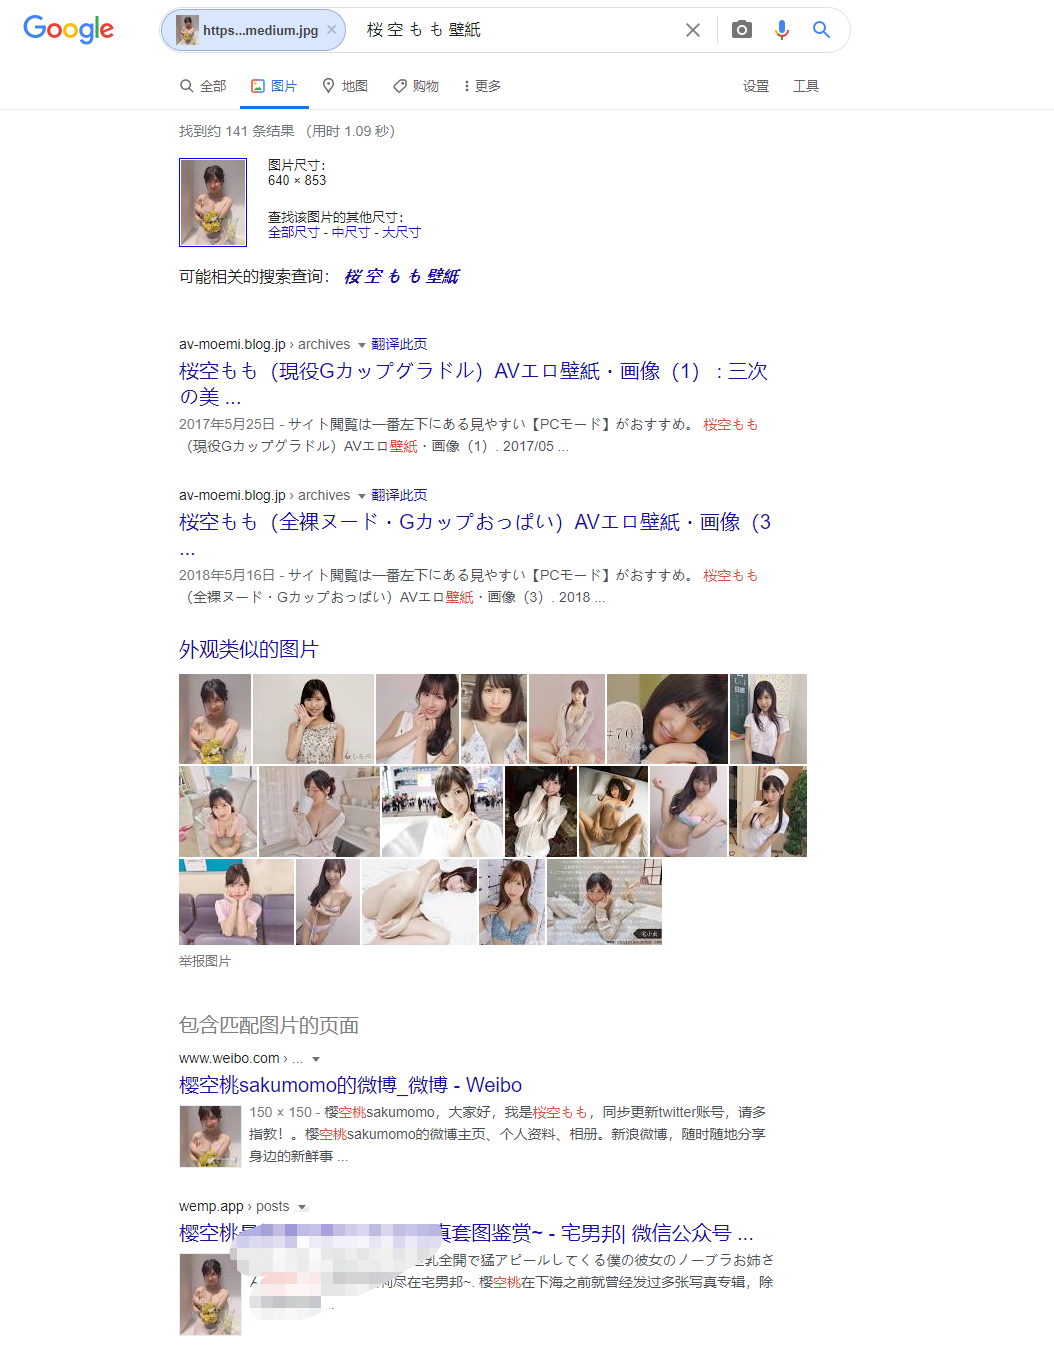 Google
https...medium.jpg × 桜 空 も も 壁紙
全部 图片 地图 购物 更多 设置 工具
找到约 141 条结果 （用时 1.09 秒）
图片尺寸：
640 × 853
查找该图片的其他尺寸：
全部尺寸 - 中尺寸 - 大尺寸
可能相关的搜索查询： 桜 空 も も 壁紙
av-moemi.blog.jp › archives 翻译此页
桜空もも（現役Gカップグラドル）AVエロ壁紙・画像（1） : 三次
の美 ...
2017年5月25日 - サイト閲覧は一番左下にある見やすい【PCモード】がおすすめ。 桜空もも
（現役Gカップグラドル）AVエロ壁紙・画像（1）. 2017/05 ...
av-moemi.blog.jp › archives 翻译此页
桜空もも（全裸ヌード・Gカップおっぱい）AVエロ壁紙・画像（3
...
2018年5月16日 - サイト閲覧は一番左下にある見やすい【PCモード】がおすすめ。 桜空もも
（全裸ヌード・Gカップおっぱい）AVエロ壁紙・画像（3）. 2018 ...
外观类似的图片
#70
举报图片
包含匹配图片的页面
www.weibo.com › ...
樱空桃sakumomo的微博_微博 - Weibo
150 × 150 - 樱空桃sakumomo，大家好，我是桜空もも，同步更新twitter账号，请多
指教！。樱空桃sakumomo的微博主页、个人资料、相册。新浪微博，随时随地分享
身边的新鲜事 ...
wemp.app › posts
樱空桃 真套图鉴赏~ - 宅男邦| 微信公众号 ...
乳全開で猛アピールしてくる僕の彼女のノーブラお姉さ
尽在宅男邦~. 樱空桃在下海之前就曾经发过多张写真专辑，除